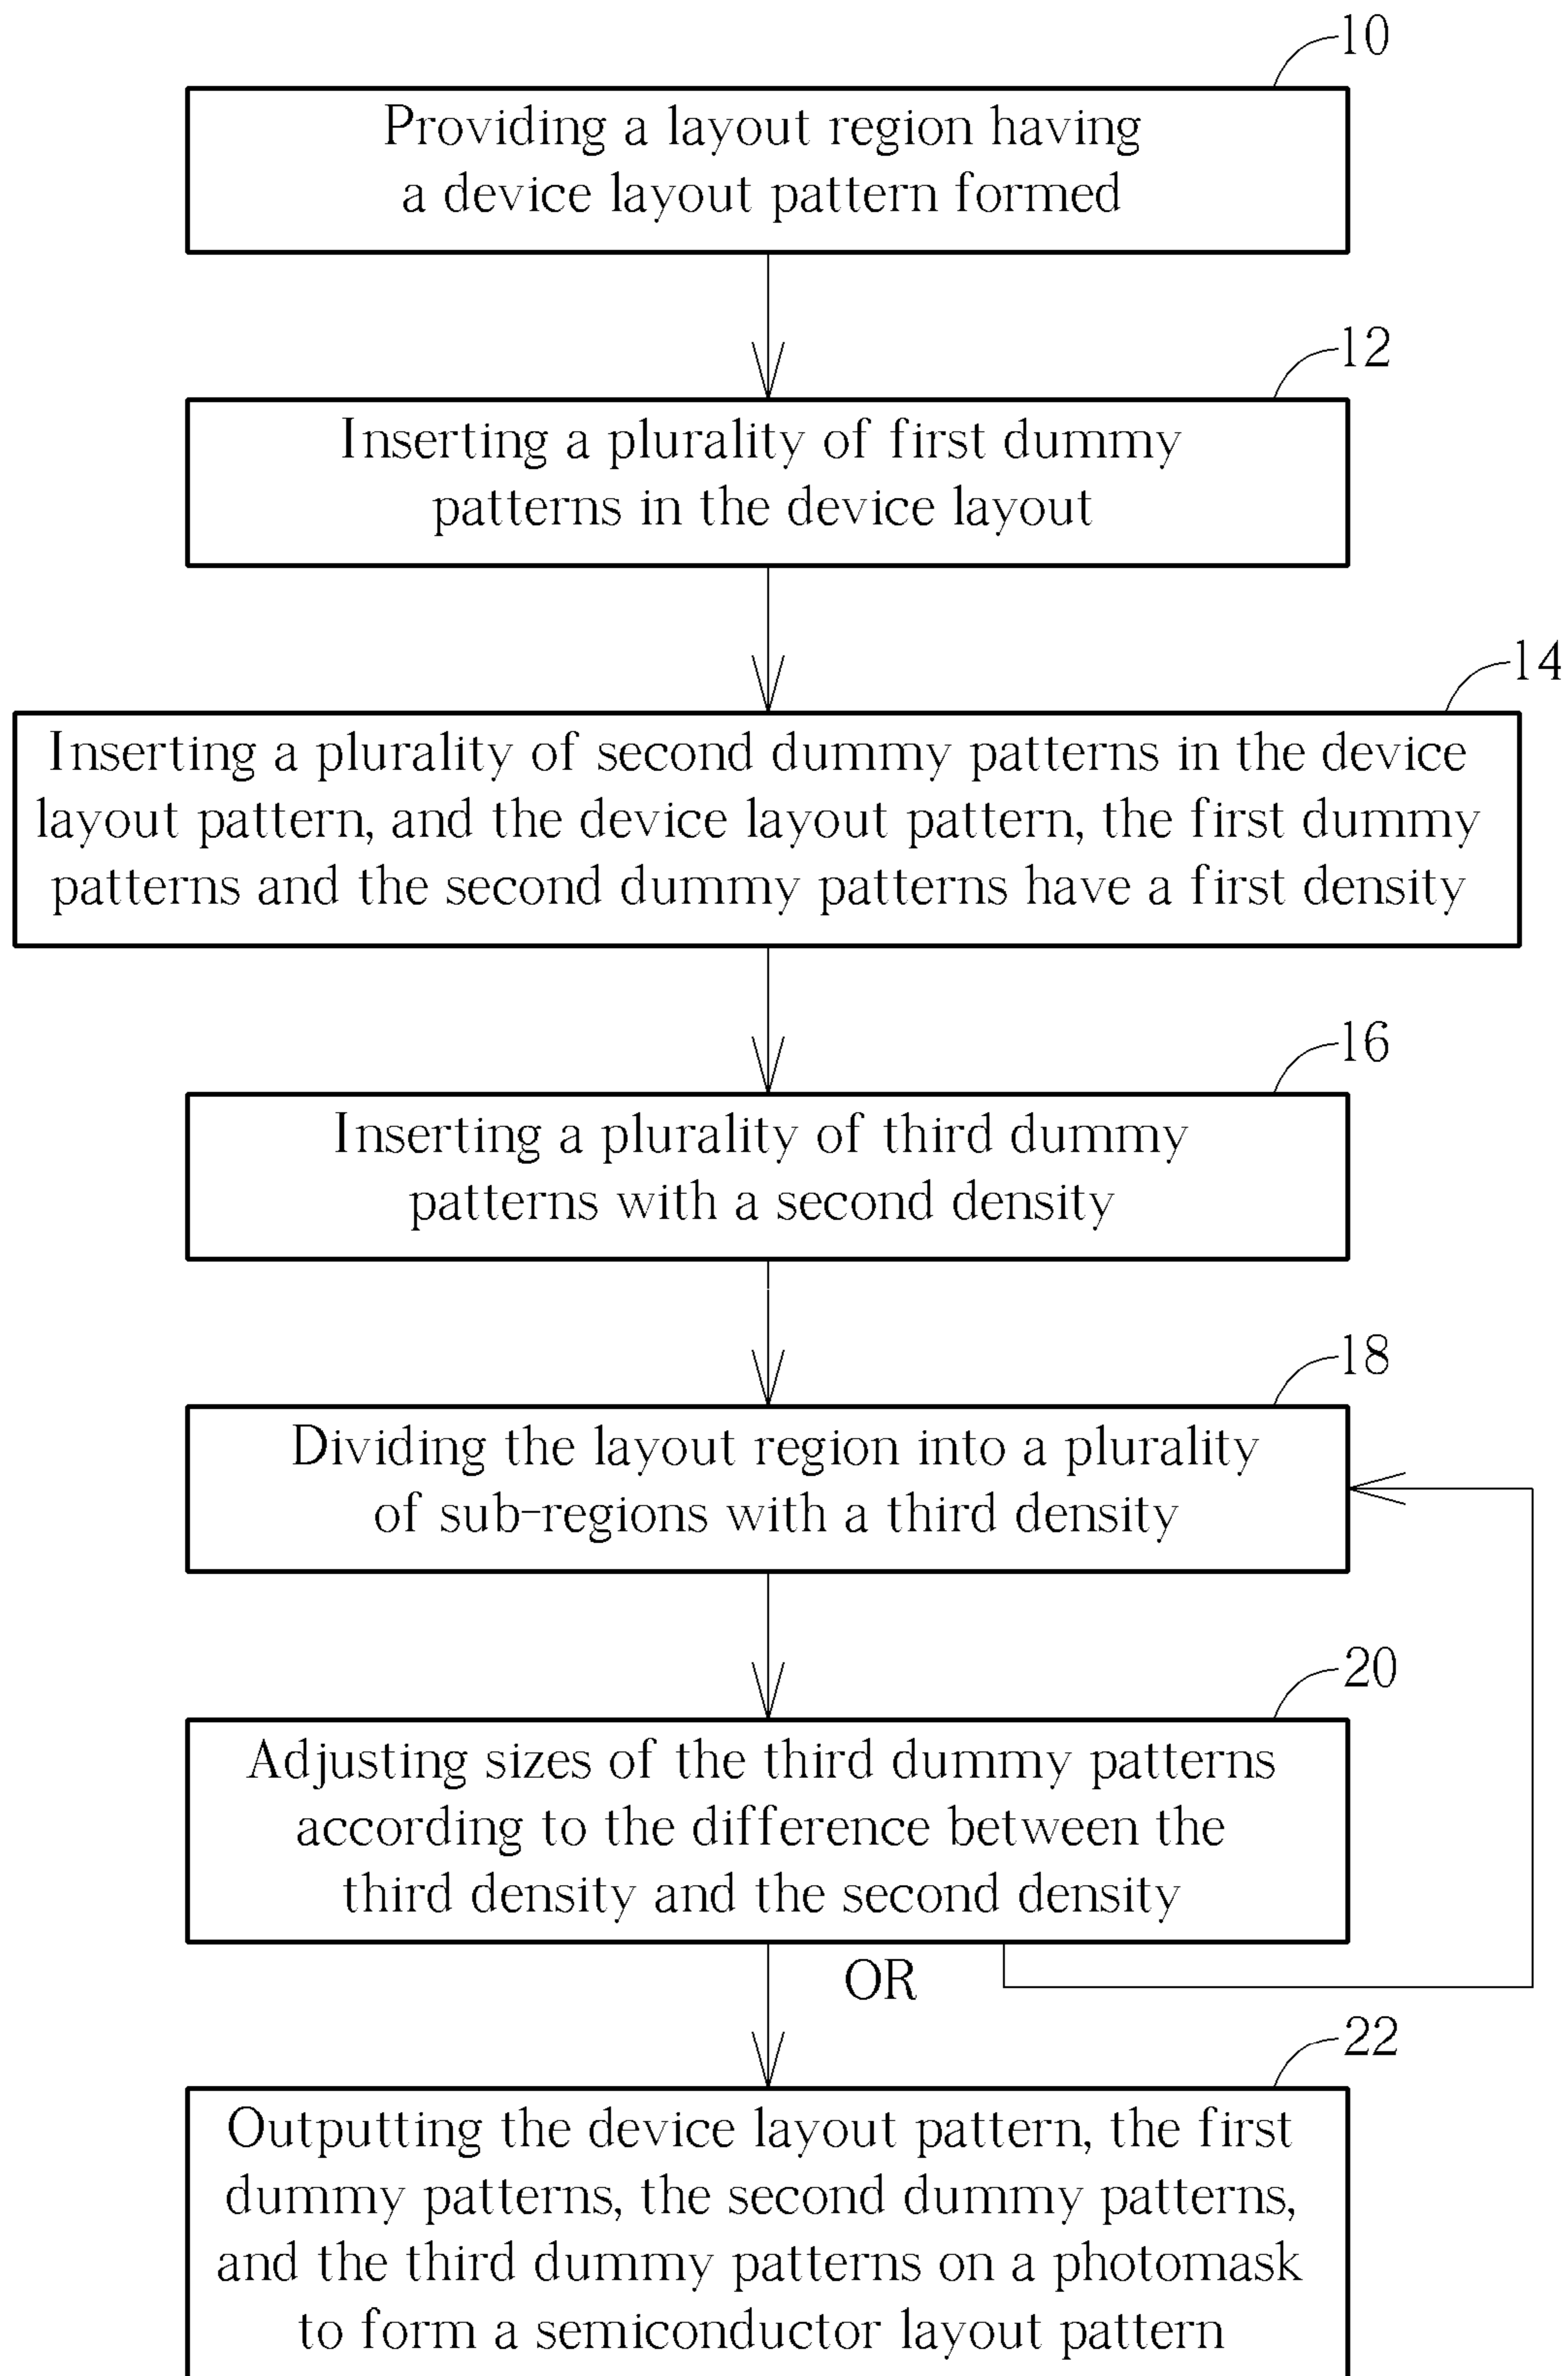 10
Providing a layout region having
a device layout pattern formed
12
Inserting a plurality of first dummy
patterns in the device layout
14
Inserting a plurality of second dummy patterns in the device
layout pattern, and the device layout pattern, the first dummy
patterns and the second dummy patterns have a first density
16
Inserting a plurality of third dummy
patterns with a second density
18
Dividing the layout region into a plurality
of sub-regions with a third density
20
Adjusting sizes of the third dummy patterns
according to the difference between the
third density and the second density
OR
22
Outputting the device layout pattern, the first
dummy patterns, the second dummy patterns,
and the third dummy patterns on a photomask
to form a semiconductor layout pattern